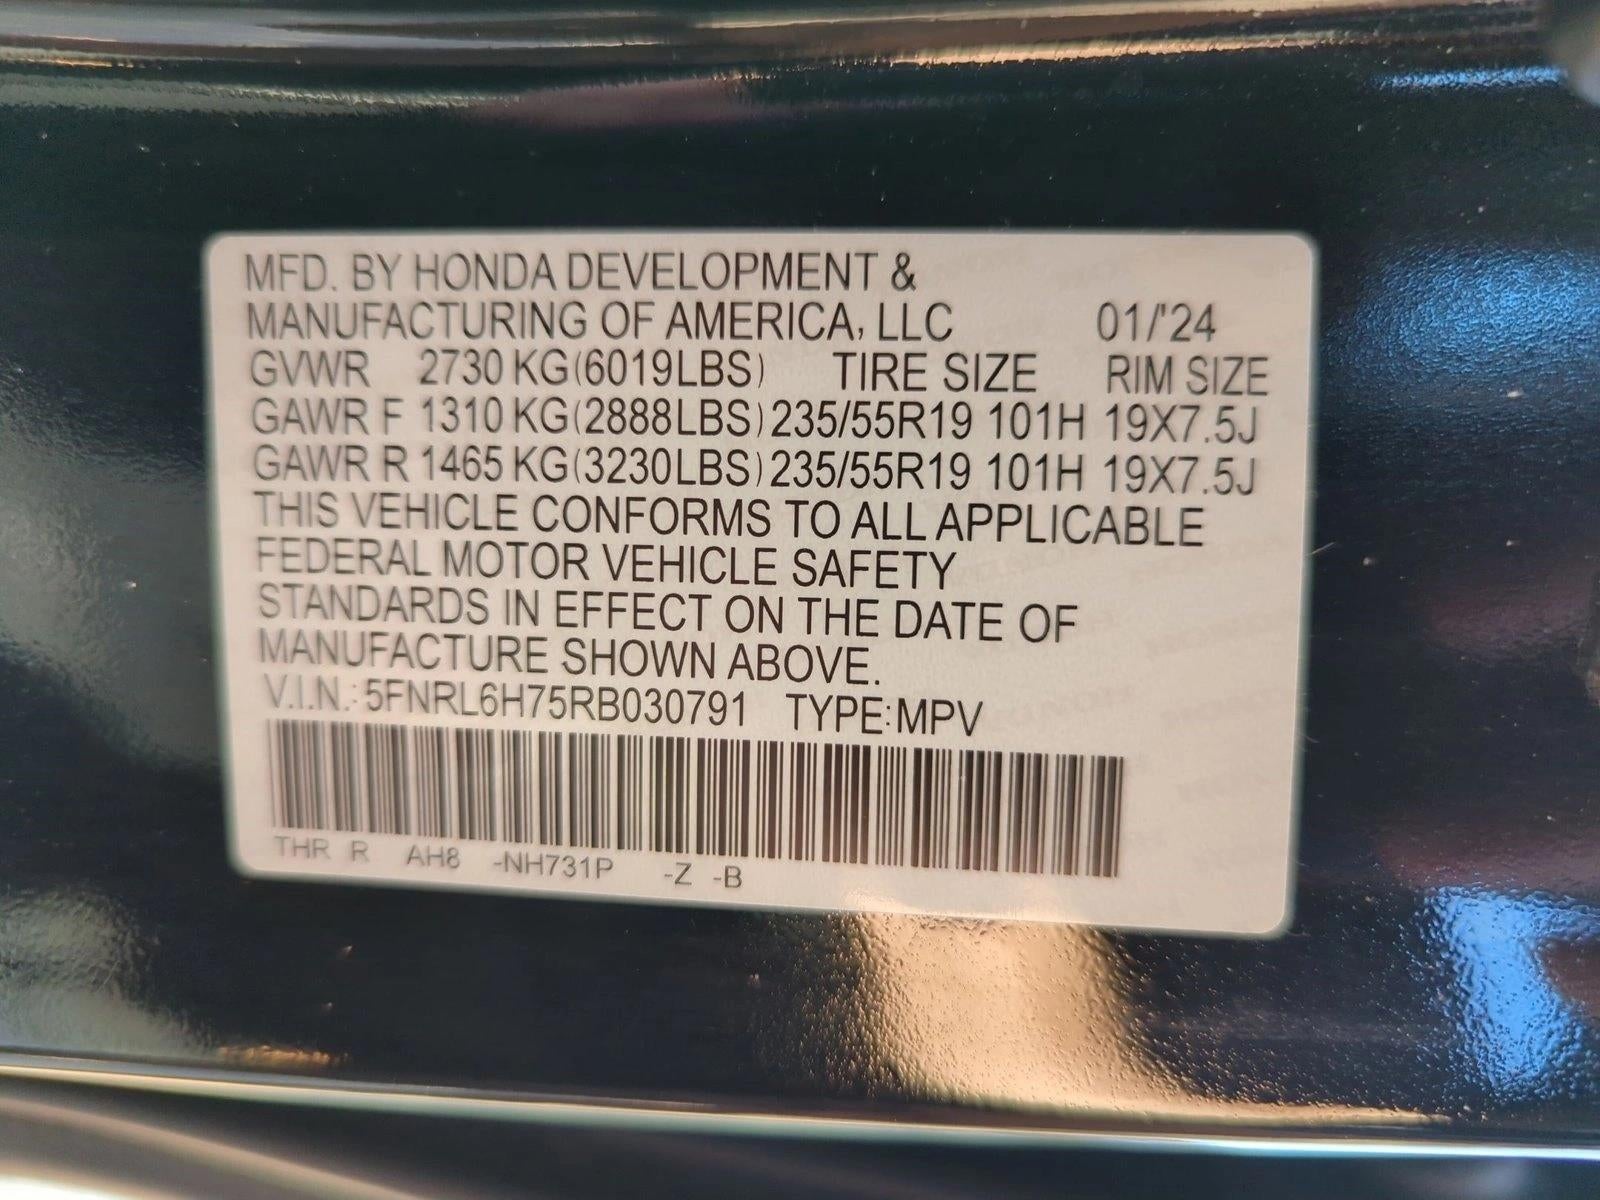 MFD. BY HONDA DEVELOPMENT &
MANUFACTURING OF AMERICA, LLC 01/'24
GVWR 2730 KG(6019LBS) TIRE SIZE RIM SIZE
GAWR F 1310 KG(2888LBS) 235/55R19 101H 19X7.5J
GAWR R 1465 KG(3230LBS) 235/55R19 101H 19X7.5J
THIS VEHICLE CONFORMS TO ALL APPLICABLE
FEDERAL MOTOR VEHICLE SAFETY
STANDARDS IN EFFECT ON THE DATE OF
MANUFACTURE SHOWN ABOVE.
V.I.N.: 5FNRL6H75RB030791 TYPE:MPV
THR R AH8 -NH731P -Z -B